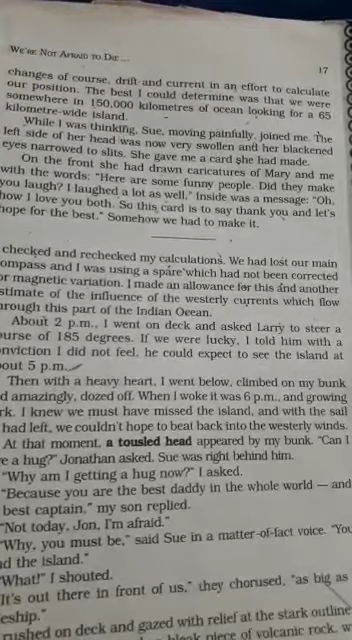 WE'RE NOT AFRAID TO DIE...
17
changes of course, drift and current in an effort to calculate
our position. The best I could determine was that we were
somewhere in 150,000 kilometres of ocean looking for a 65
kilometre-wide island.
While I was thinking, Sue, moving painfully, joined me. The
left side of her head was now very swollen and her blackened
eyes narrowed to slits. She gave me a card she had made.
On the front she had drawn caricatures of Mary and me
with the words: "Here are some funny people. Did they make
you laugh? I laughed a lot as well." Inside was a message: "Oh,
how I love you both. So this card is to say thank you and let's
hope for the best." Somehow we had to make it.
checked and rechecked my calculations. We had lost our main
ompass and I was using a spare which had not been corrected
or magnetic variation. I made an allowance for this and another
stimate of the influence of the westerly currents which flow
hrough this part of the Indian Ocean.
About 2 p.m., I went on deck and asked Larry to steer a
urse of 185 degrees. If we were lucky, I told him with a
nviction I did not feel, he could expect to see the island at
out 5 p.m.
Then with a heavy heart, I went below, climbed on my bunk
d amazingly, dozed off. When I woke it was 6 p.m., and growing
rk. I knew we must have missed the island, and with the sail
had left, we couldn't hope to beat back into the westerly winds.
At that moment, a tousled head appeared by my bunk. "Can I
e a hug?" Jonathan asked. Sue was right behind him.
"Why am I getting a hug now?" I asked.
"Because you are the best daddy in the whole world — and
best captain," my son replied.
"Not today, Jon, I'm afraid."
"Why, you must be," said Sue in a matter-of-fact voice. "You
nd the island."
"What!" I shouted.
"It's out there in front of us," they chorused, "as big as
eship."
rushed on deck and gazed with relief at the stark outline
black piece of volcanic rock, w